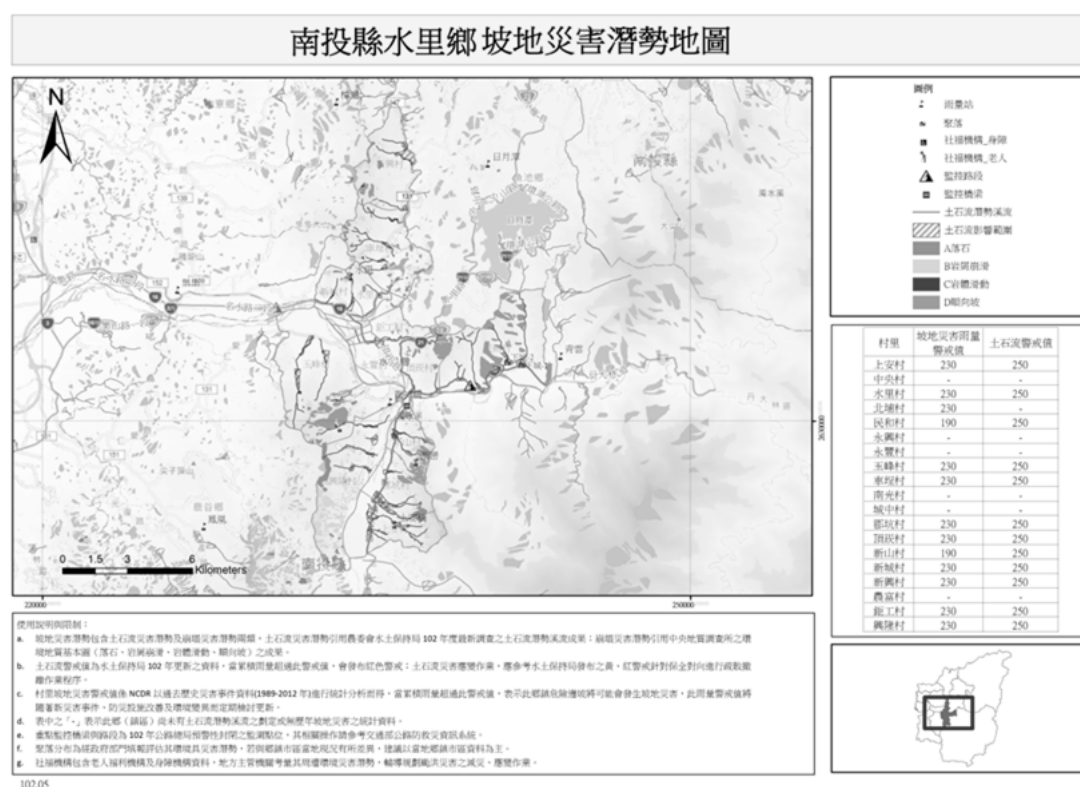 南投縣水里鄉坡地災害潛勢地圖
N
日月潭
南投縣
魚池鄉
濁水溪
131
青雲
131
151
鳳凰
0 1.5 3 6
Kilometers
220000
250000
2630000
圖例
雨量站
聚落
社福機構_身障
社福機構_老人
監控路段
監控橋梁
土石流潛勢溪流
土石流影響範圍
A落石
B岩屑崩滑
C岩體滑動
D順向坡
村里 坡地災害雨量警戒值 土石流警戒值
上安村 230 250
中央村 - -
水里村 230 250
北埔村 230 -
民和村 190 250
永興村 - -
永豐村 - -
玉峰村 230 250
車埕村 230 250
南光村 - -
城中村 - -
郡坑村 230 250
頂崁村 230 250
新山村 190 250
新城村 230 250
新興村 230 250
農富村 - -
鉅工村 230 250
興隆村 230 250
使用說明與限制：
a. 坡地災害潛勢包含土石流災害潛勢及崩塌災害潛勢兩類，土石流災害潛勢引用農委會水土保持局 102 年度最新調查之土石流潛勢溪流成果；崩塌災害潛勢引用中央地質調查所之環
境地質基本圖（落石、岩屑崩滑、岩體滑動、順向坡）之成果。
b. 土石流警戒值為水土保持局 102 年更新之資料，當累積雨量超過此警戒值，會發布紅色警戒；土石流災害應變作業，應參考水土保持局發布之黃、紅警戒針對保全對向進行疏散撤
離作業程序。
c. 村里坡地災害警戒值係 NCDR 以過去歷史災害事件資料(1989-2012 年)進行統計分析而得，當累積雨量超過此警戒值，表示此鄉鎮危險邊坡將可能會發生坡地災害，此雨量警戒值將
隨著新災害事件、防災設施改善及環境變異而定期檢討更新。
d. 表中之「-」表示此鄉（鎮區）尚未有土石流潛勢溪流之劃定或無歷年坡地災害之統計資料。
e. 重點監控橋梁與路段為 102 年公路總局預警性封閉之監測點位，其相關操作請參考交通部公路防救災資訊系統。
f. 聚落分布為經政府部門填報評估其環境具災害潛勢，若與鄉鎮市區當地現況有所差異，建議以當地鄉鎮市區資料為主。
g. 社福機構包含老人福利機構及身障機構資料，地方主管機關考量其周遭環境災害潛勢，輔導規劃颱洪災害之減災、應變作業。
102.05